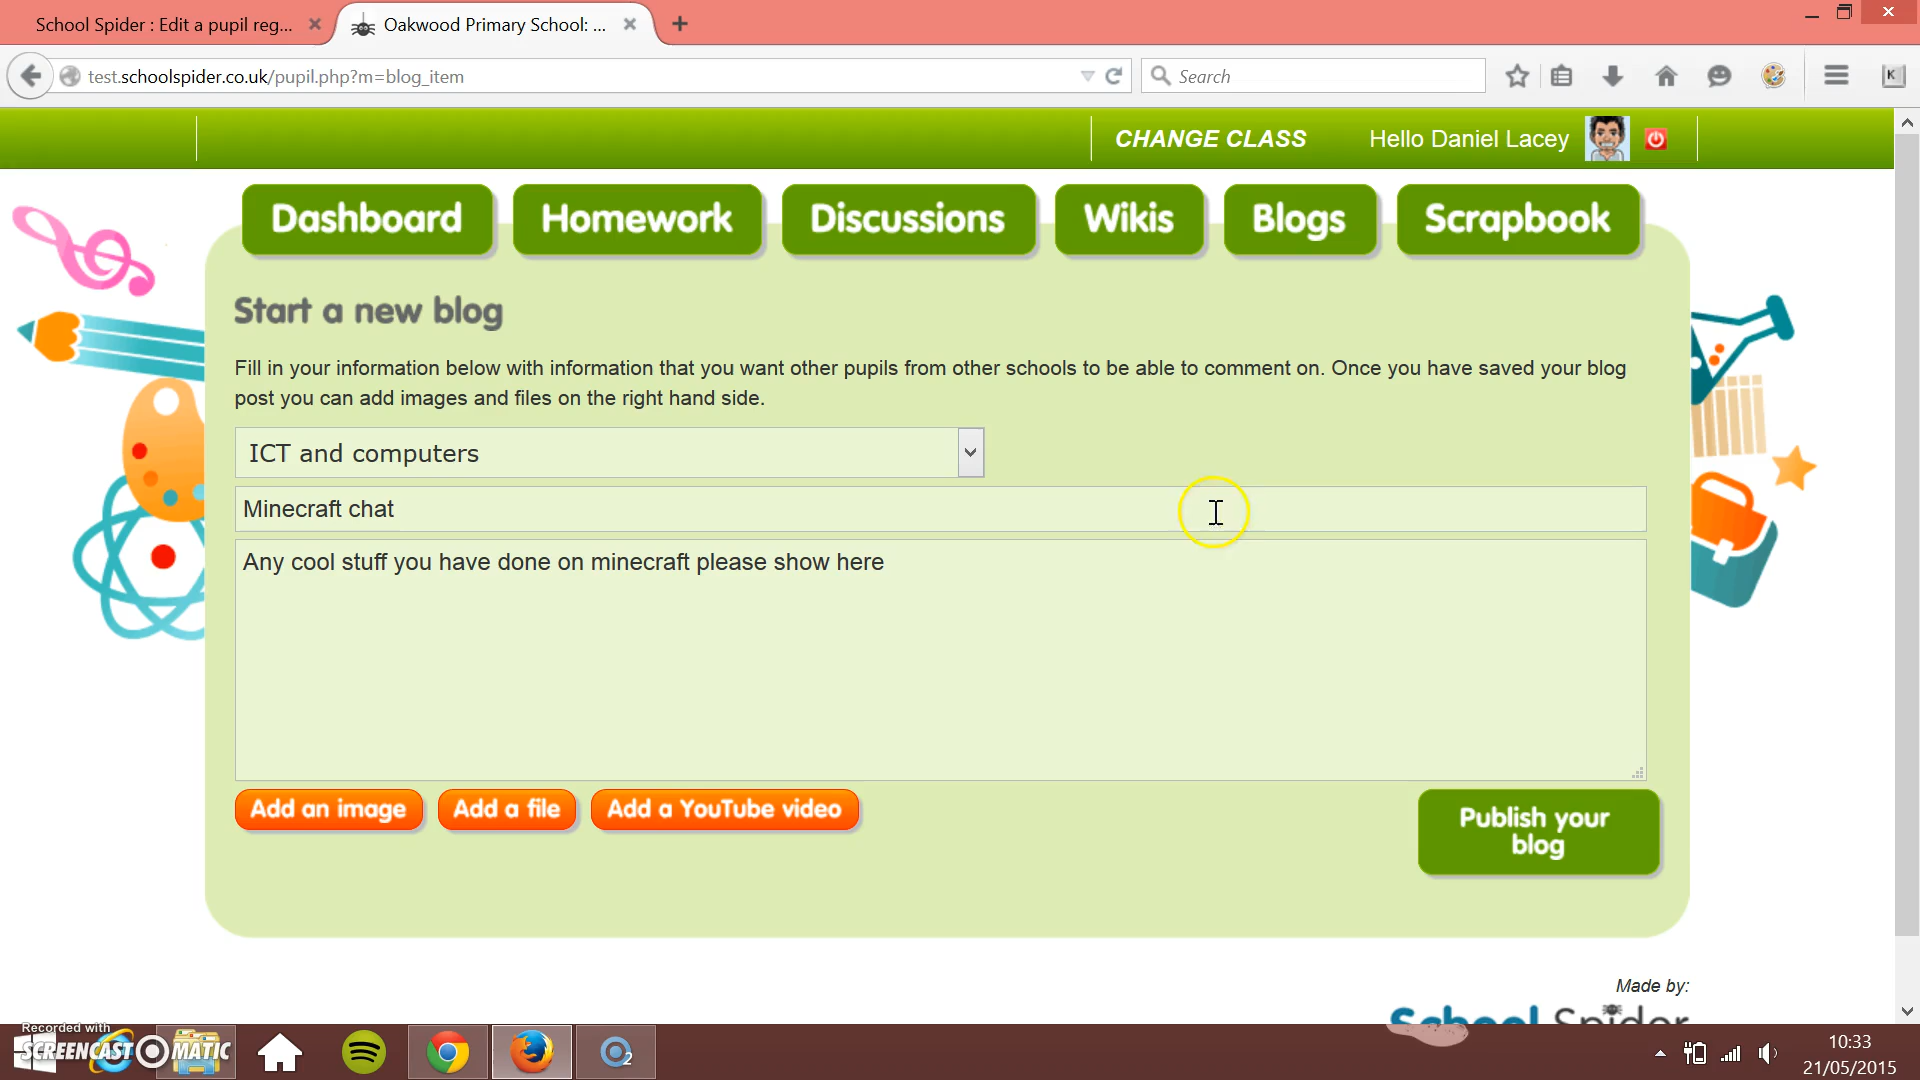 School Spider : Edit a pupil reg...
Oakwood Primary School: ...
test.schoolspider.co.uk/pupil.php?m=blog_item
Search
K
CHANGE CLASS
Hello Daniel Lacey
Dashboard
Homework
Discussions
Wikis
Blogs
Scrapbook
Start a new blog
Fill in your information below with information that you want other pupils from other schools to be able to comment on. Once you have saved your blog
post you can add images and files on the right hand side.
ICT and computers
Minecraft chat
Any cool stuff you have done on minecraft please show here
Add an image
Add a file
Add a YouTube video
Publish your
blog
Made by:
School Spider
Recorded with
SCREENCAST MATIC
2
10:33
21/05/2015